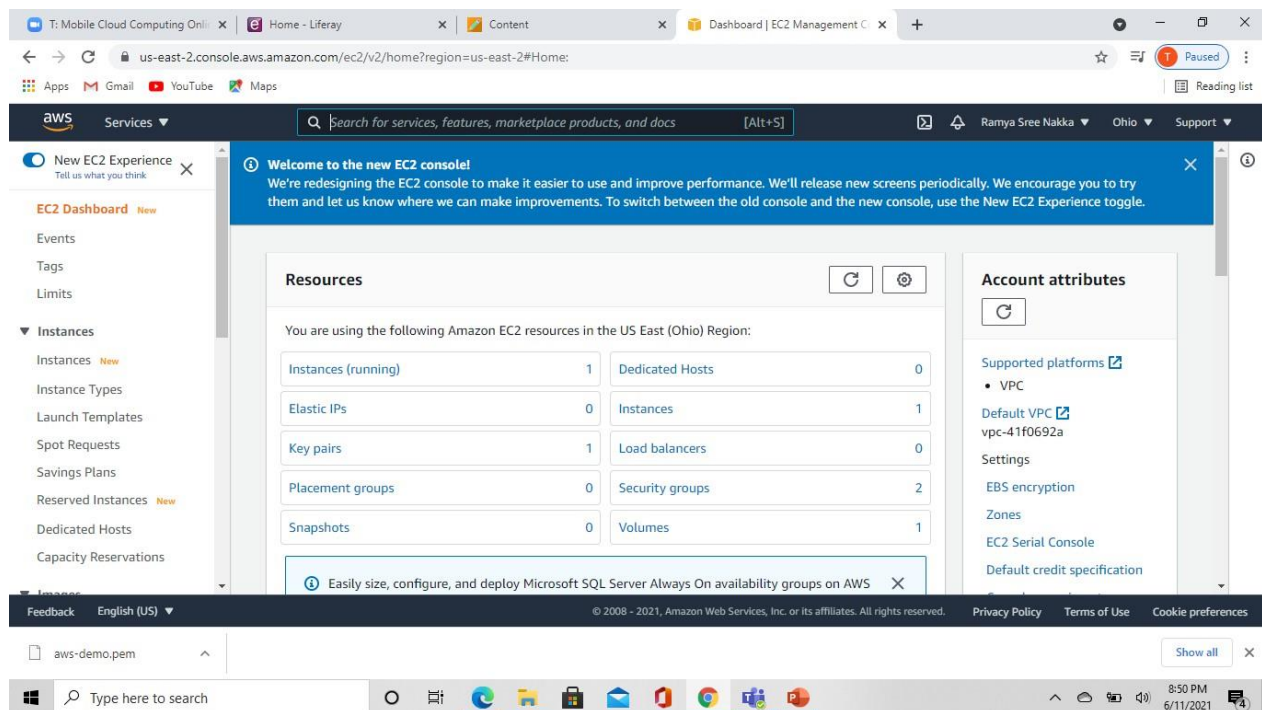 T: Mobile Cloud Computing Onli
Home - Liferay
Content
Dashboard | EC2 Management C
us-east-2.console.aws.amazon.com/ec2/v2/home?region=us-east-2#Home:
T Paused
Apps Gmail YouTube Maps
Reading list
aws Services ▼
Search for services, features, marketplace products, and docs [Alt+S]
Ramya Sree Nakka ▼ Ohio ▼ Support ▼
New EC2 Experience
Tell us what you think
EC2 Dashboard New
Events
Tags
Limits
▼ Instances
Instances New
Instance Types
Launch Templates
Spot Requests
Savings Plans
Reserved Instances New
Dedicated Hosts
Capacity Reservations
▼ Images
Welcome to the new EC2 console!
We're redesigning the EC2 console to make it easier to use and improve performance. We'll release new screens periodically. We encourage you to try
them and let us know where we can make improvements. To switch between the old console and the new console, use the New EC2 Experience toggle.
Resources
You are using the following Amazon EC2 resources in the US East (Ohio) Region:
Instances (running) 1 Dedicated Hosts 0
Elastic IPs 0 Instances 1
Key pairs 1 Load balancers 0
Placement groups 0 Security groups 2
Snapshots 0 Volumes 1
Easily size, configure, and deploy Microsoft SQL Server Always On availability groups on AWS
Account attributes
Supported platforms
• VPC
Default VPC
vpc-41f0692a
Settings
EBS encryption
Zones
EC2 Serial Console
Default credit specification
Feedback English (US) ▼
© 2008 - 2021, Amazon Web Services, Inc. or its affiliates. All rights reserved.
Privacy Policy Terms of Use Cookie preferences
aws-demo.pem
Show all
Type here to search
8:50 PM
6/11/2021
4